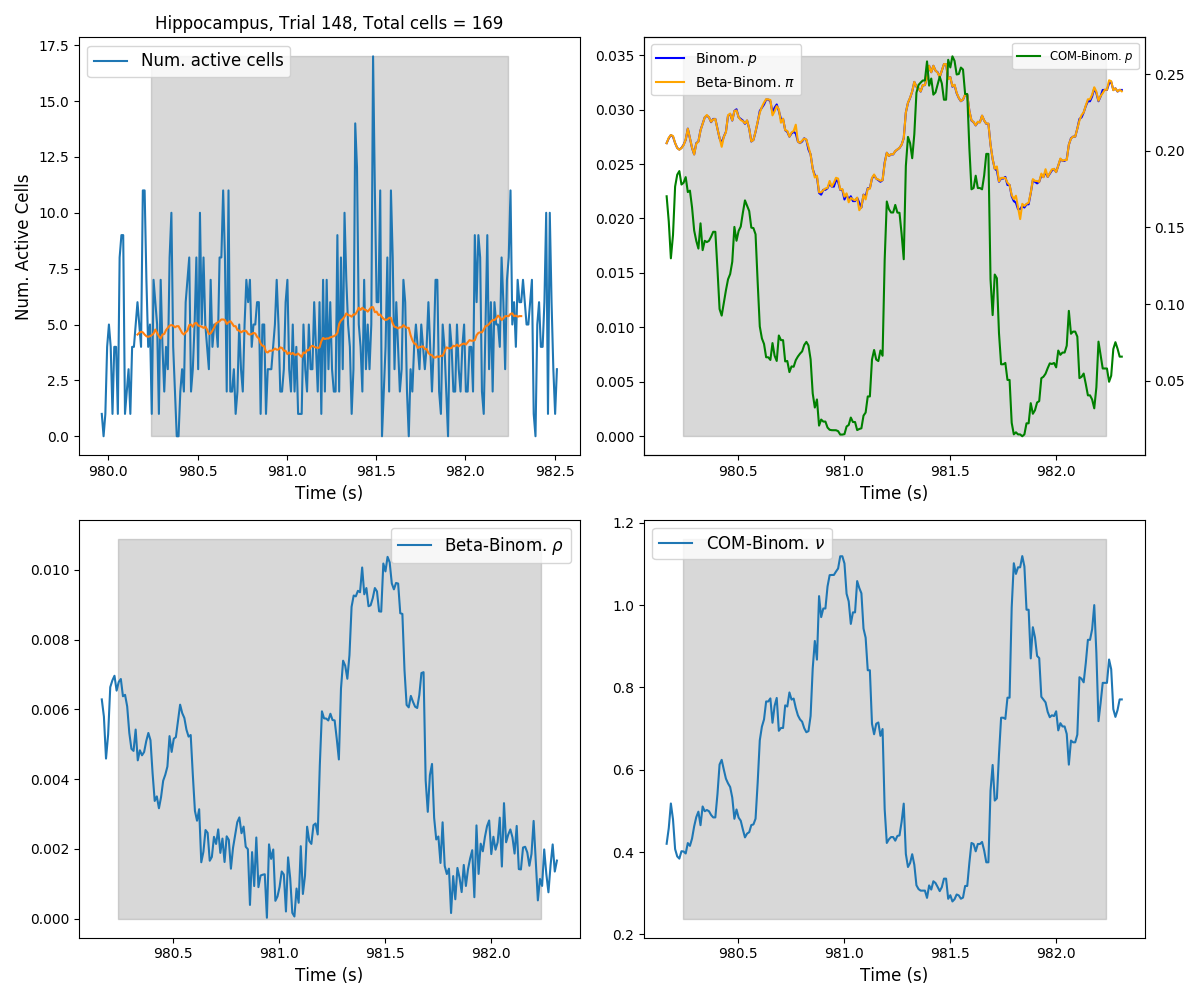 Hippocampus, Trial 148, Total cells = 169
Num. active cells
Num. Active Cells
17.5
15.0
12.5
10.0
7.5
5.0
2.5
0.0
980.0 980.5 981.0 981.5 982.0 982.5
Time (s)
Binom. p
Beta-Binom. π
COM-Binom. p
0.035
0.030
0.025
0.020
0.015
0.010
0.005
0.000
0.25
0.20
0.15
0.10
0.05
980.5 981.0 981.5 982.0
Time (s)
Beta-Binom. ρ
0.010
0.008
0.006
0.004
0.002
0.000
980.5 981.0 981.5 982.0
Time (s)
COM-Binom. ν
1.2
1.0
0.8
0.6
0.4
0.2
980.5 981.0 981.5 982.0
Time (s)